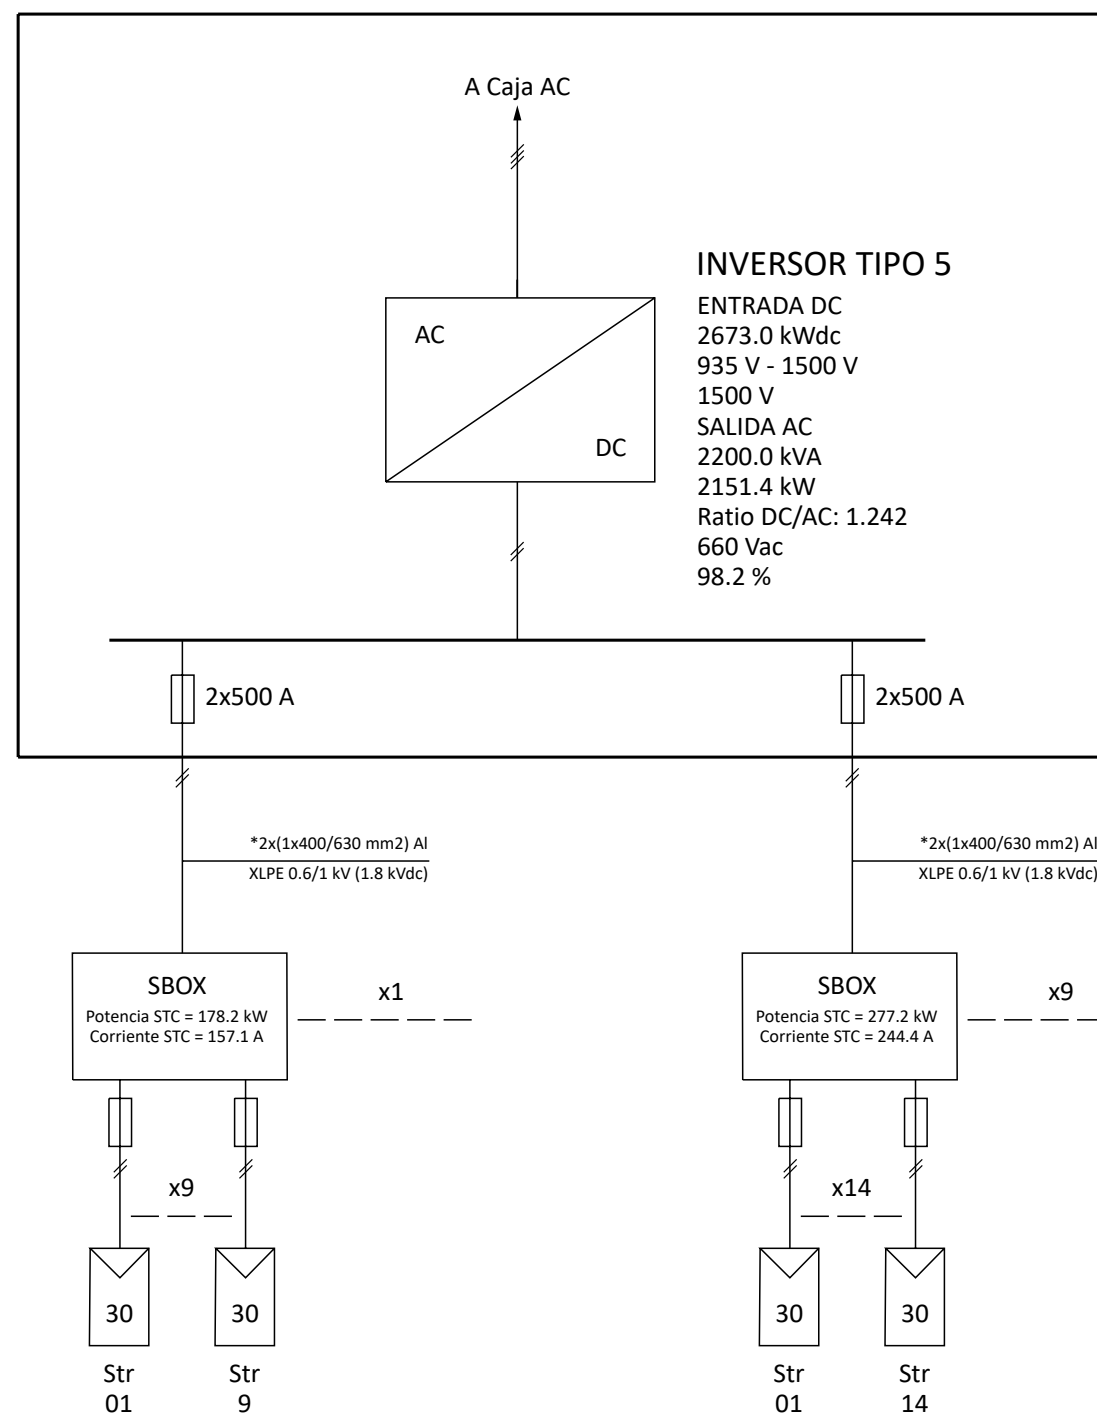 A Caja AC
INVERSOR TIPO 5
ENTRADA DC
2673.0 kWdc
935 V - 1500 V
1500 V
SALIDA AC
2200.0 kVA
2151.4 kW
Ratio DC/AC: 1.242
660 Vac
98.2 %
AC
DC
2x500 A
2x500 A
*2x(1x400/630 mm2) Al
XLPE 0.6/1 kV (1.8 kVdc)
*2x(1x400/630 mm2) Al
XLPE 0.6/1 kV (1.8 kVdc)
SBOX
Potencia STC = 178.2 kW
Corriente STC = 157.1 A
x1
SBOX
Potencia STC = 277.2 kW
Corriente STC = 244.4 A
x9
x9
x14
30
30
30
30
Str
01
Str
9
Str
01
Str
14